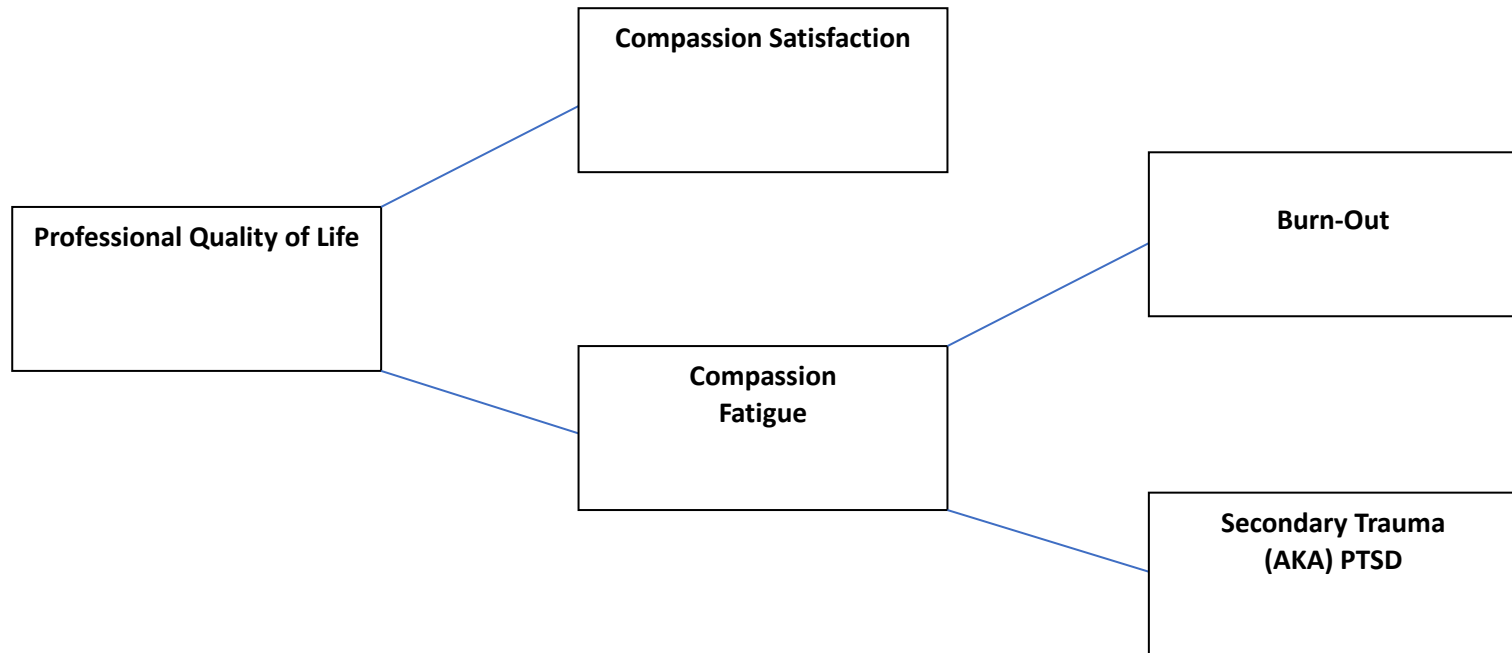 Compassion Satisfaction
Professional Quality of Life
Burn-Out
Compassion
Fatigue
Secondary Trauma
(AKA) PTSD